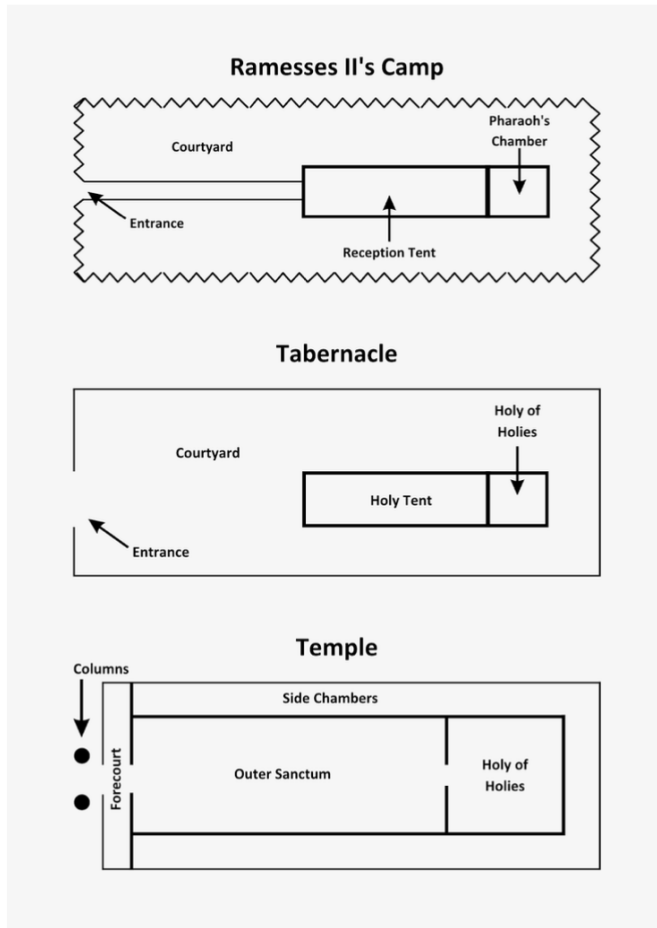 Ramesses II's Camp
Pharaoh's
Chamber
Courtyard
Entrance
Reception Tent
Tabernacle
Holy of
Holies
Courtyard
Holy Tent
Entrance
Temple
Columns
Side Chambers
Forecourt
Outer Sanctum
Holy of
Holies